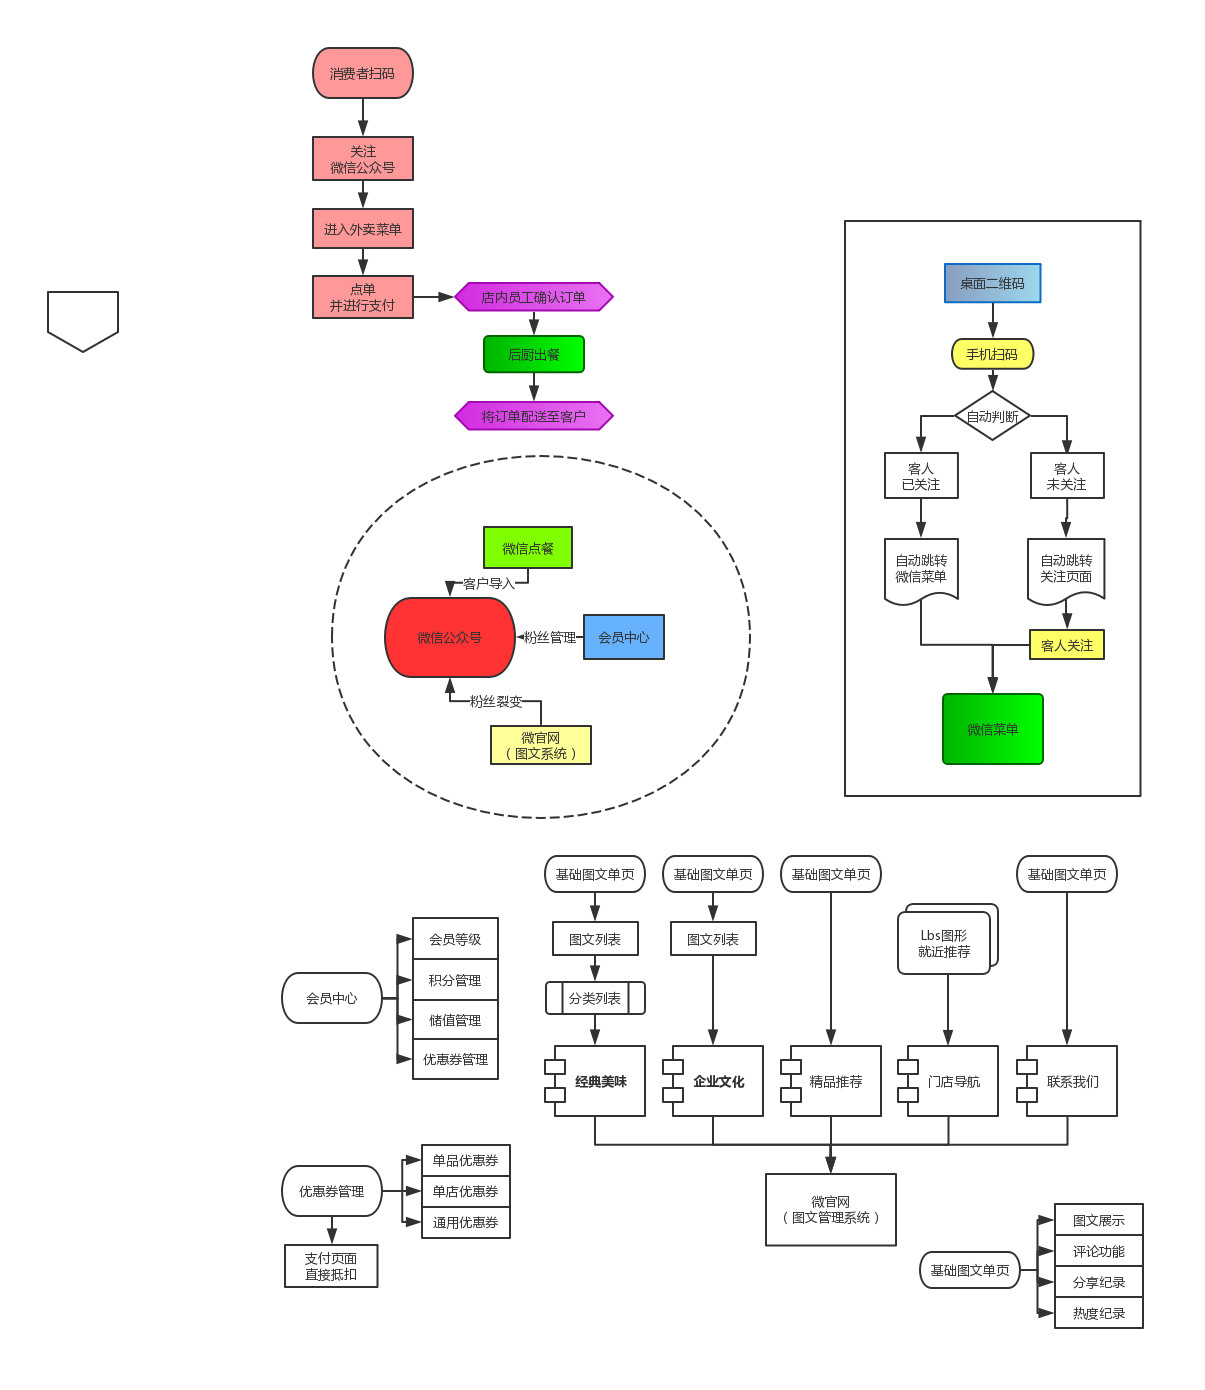 消费者扫码
关注
微信公众号
进入外卖菜单
点单
并进行支付
店内员工确认订单
后厨出餐
将订单配送至客户
桌面二维码
手机扫码
自动判断
客人
已关注
客人
未关注
自动跳转
微信菜单
自动跳转
关注页面
客人关注
微信菜单
微信点餐
客户导入
微信公众号
粉丝管理
会员中心
粉丝裂变
微官网
（图文系统）
基础图文单页
基础图文单页
基础图文单页
基础图文单页
图文列表
图文列表
Lbs图形
就近推荐
分类列表
经典美味
企业文化
精品推荐
门店导航
联系我们
微官网
（图文管理系统）
会员中心
会员等级
积分管理
储值管理
优惠券管理
优惠券管理
单品优惠券
单店优惠券
通用优惠券
支付页面
直接抵扣
基础图文单页
图文展示
评论功能
分享纪录
热度纪录